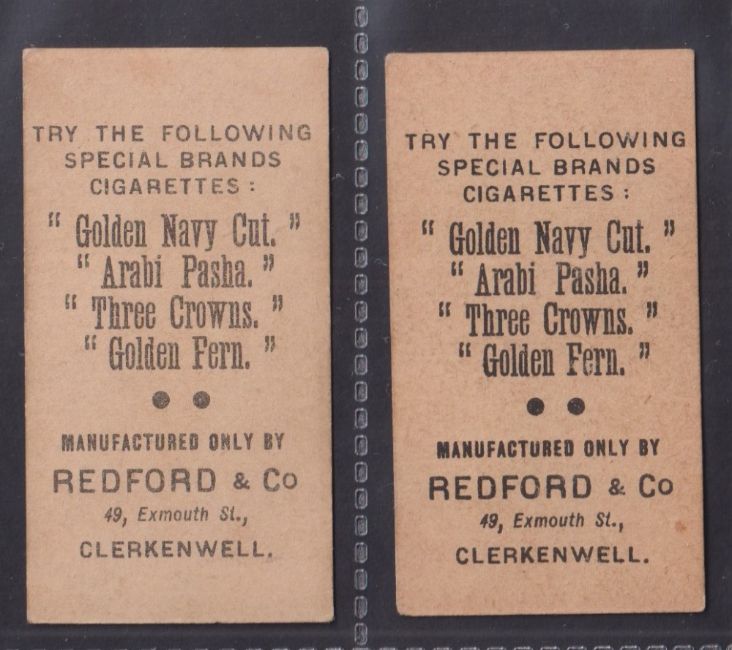 TRY THE FOLLOWING
SPECIAL BRANDS
CIGARETTES :
" Golden Navy Cut. "
" Arabi Pasha. "
" Three Crowns. "
" Golden Fern. "
MANUFACTURED ONLY BY
REDFORD & Co
49, Exmouth St.,
CLERKENWELL.
TRY THE FOLLOWING
SPECIAL BRANDS
CIGARETTES :
" Golden Navy Cut. "
" Arabi Pasha. "
" Three Crowns. "
" Golden Fern. "
MANUFACTURED ONLY BY
REDFORD & Co
49, Exmouth St.,
CLERKENWELL.